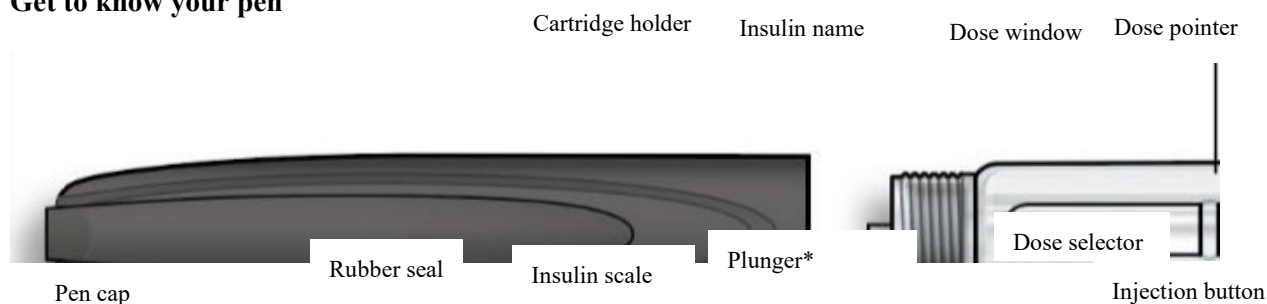 Get to know your pen
Cartridge holder
Insulin name
Dose window
Dose pointer
Rubber seal
Insulin scale
Plunger*
Dose selector
Pen cap
Injection button